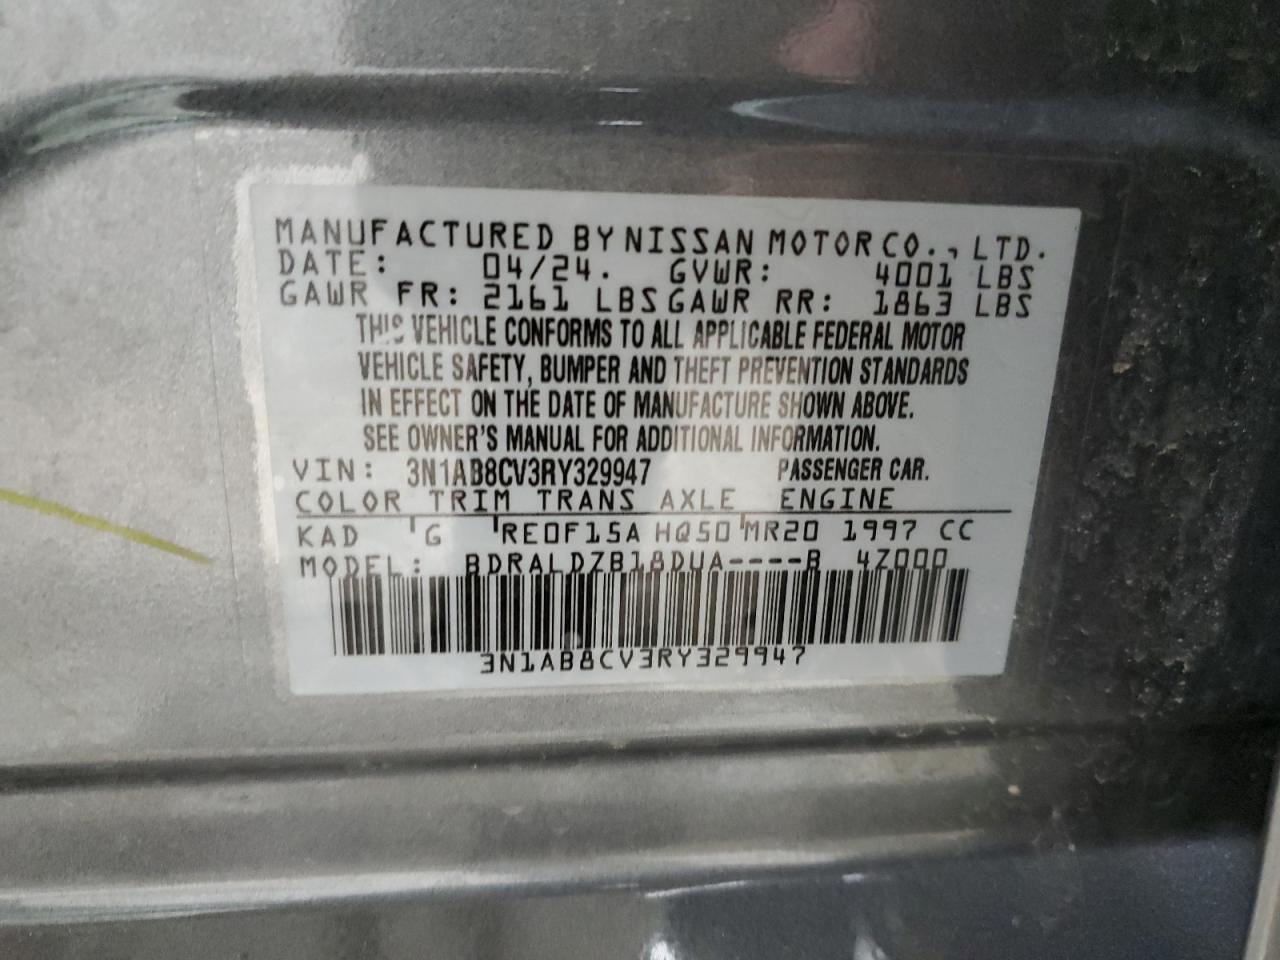 MANUFACTURED BY NISSAN MOTOR CO., LTD.
DATE: 04/24. GVWR: 4001 LBS
GAWR FR: 2161 LBS GAWR RR: 1863 LBS
THIS VEHICLE CONFORMS TO ALL APPLICABLE FEDERAL MOTOR
VEHICLE SAFETY, BUMPER AND THEFT PREVENTION STANDARDS
IN EFFECT ON THE DATE OF MANUFACTURE SHOWN ABOVE.
SEE OWNER'S MANUAL FOR ADDITIONAL INFORMATION.
VIN: 3N1AB8CV3RY329947 PASSENGER CAR.
COLOR TRIM TRANS AXLE ENGINE
KAD G RE0F15A HQ50 MR20 1997 CC
MODEL: BDRALDZB18DUA----B 4Z000
3N1AB8CV3RY329947